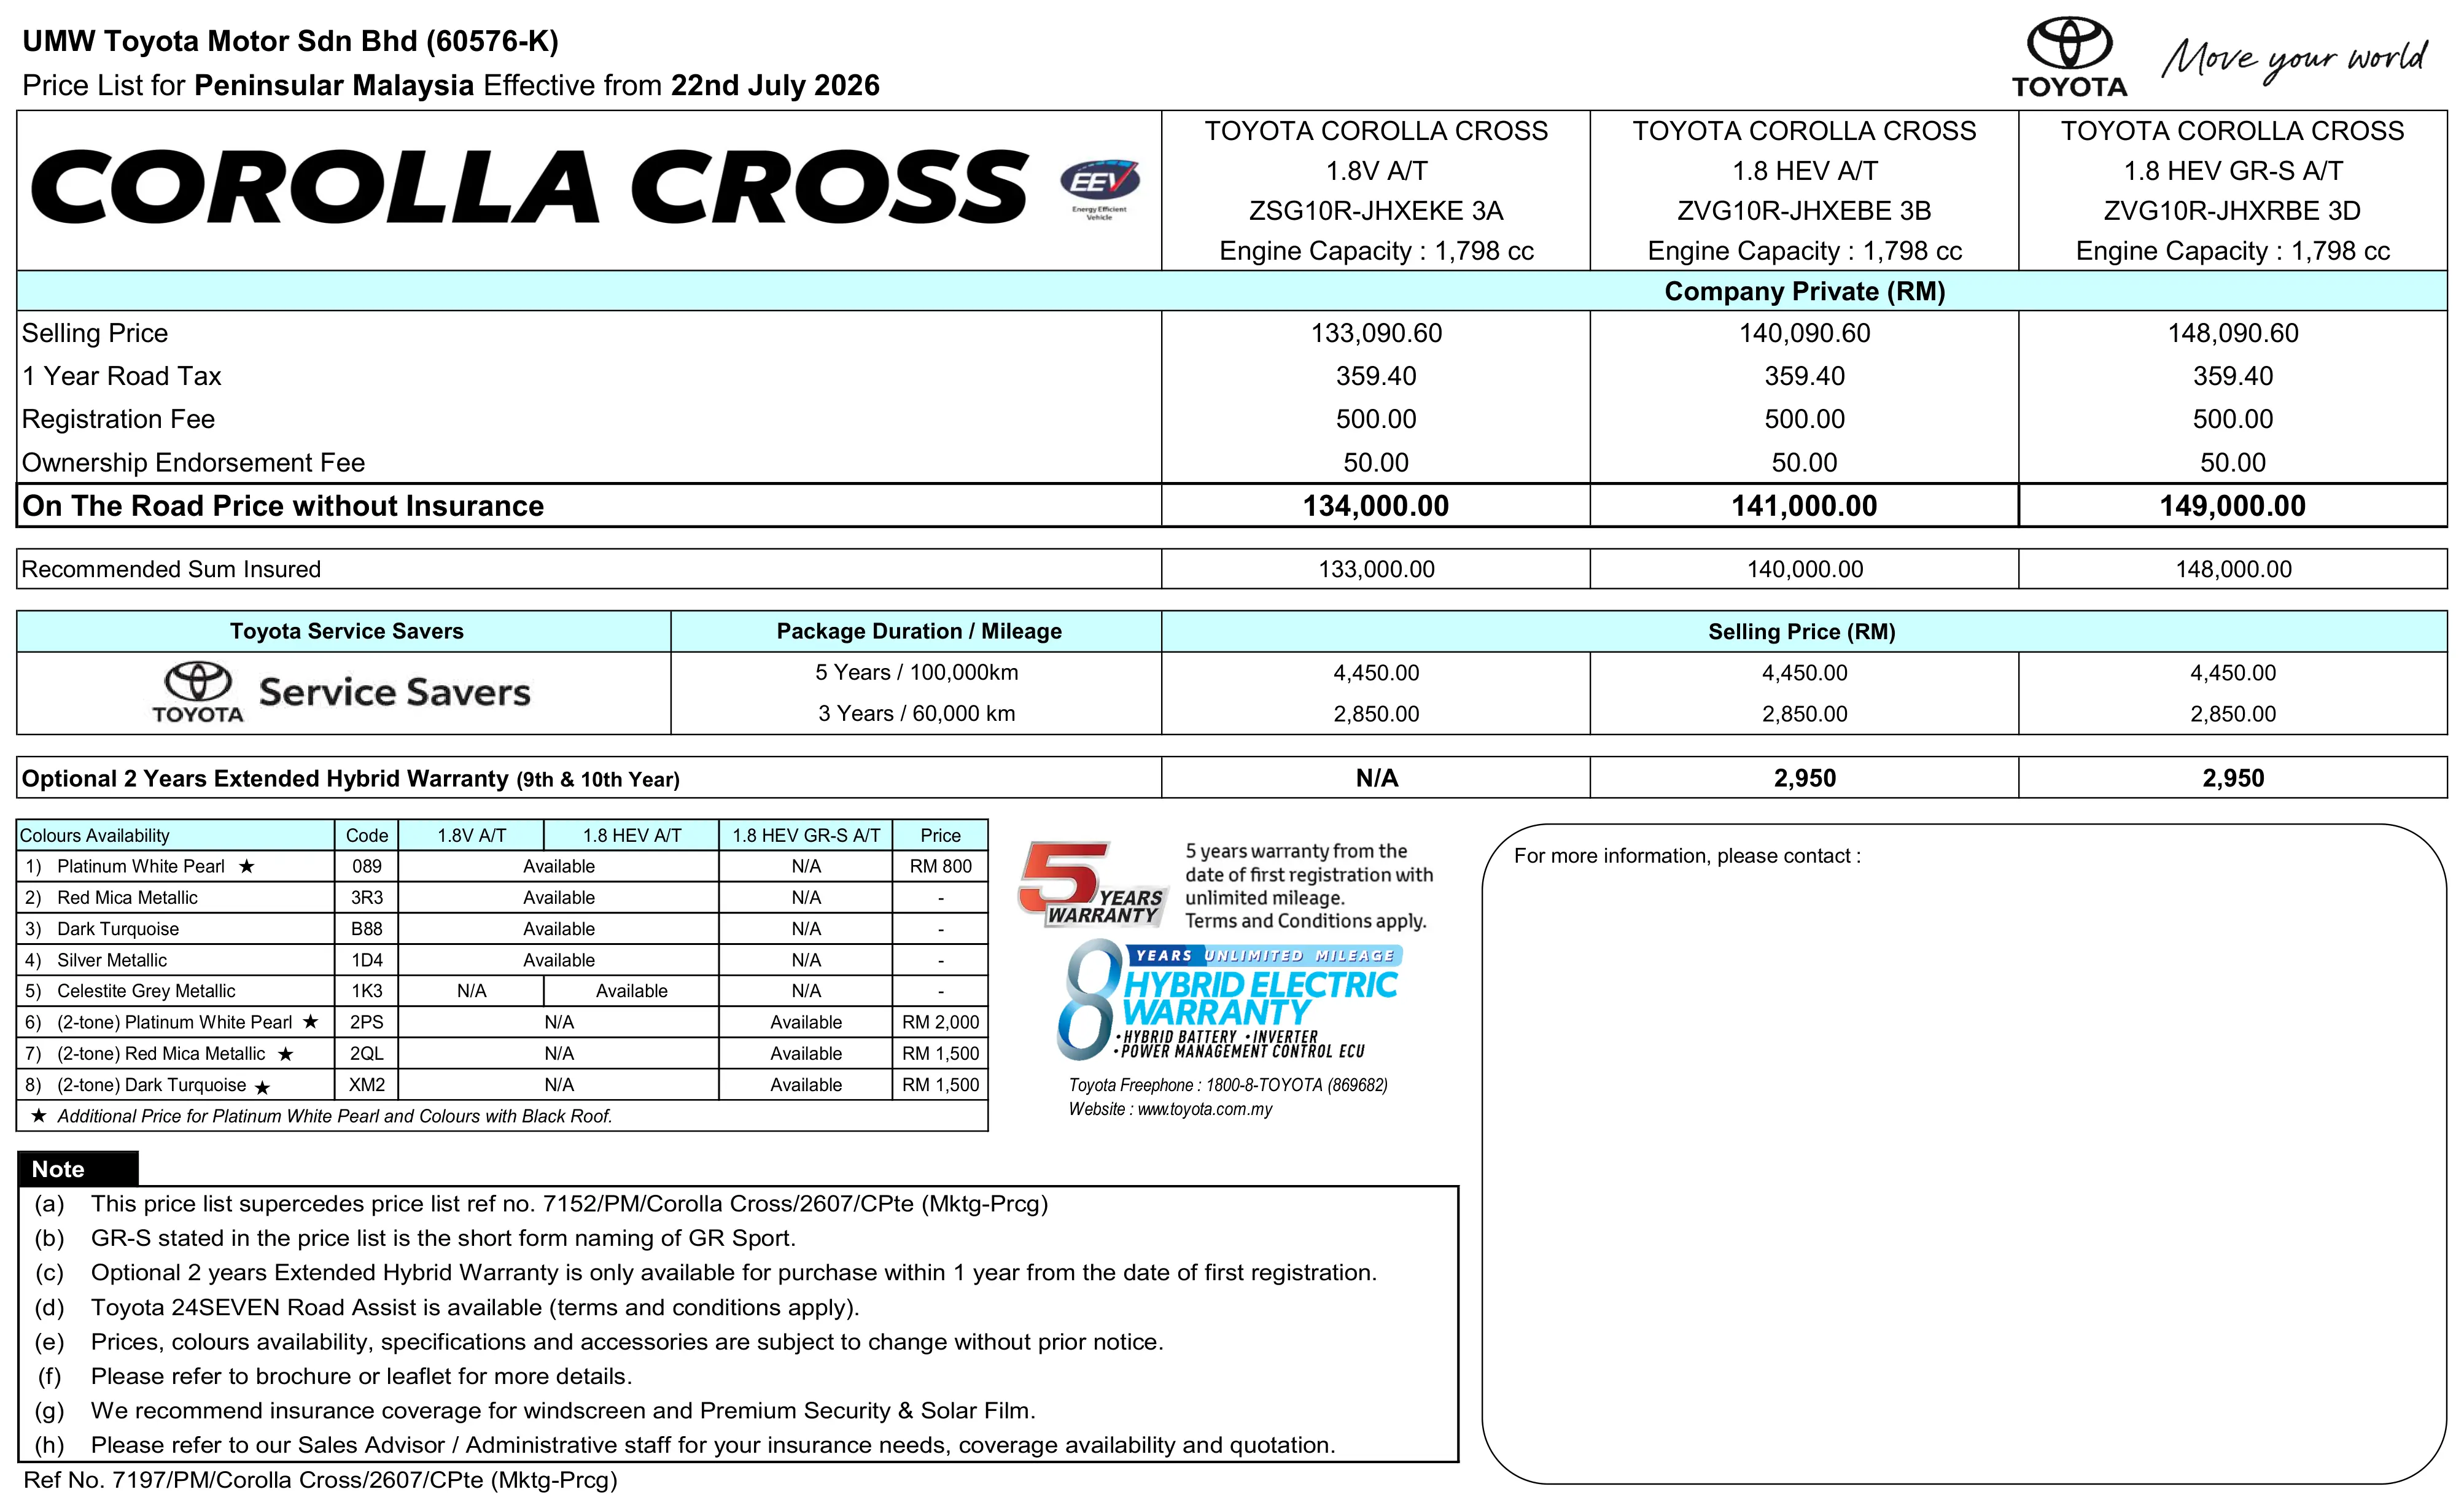 UMW Toyota Motor Sdn Bhd (60576-K)
Price List for Peninsular Malaysia Effective from 22nd July 2026
TOYOTA
Move your world
COROLLA CROSS
EEV
Energy Efficient
Vehicle
TOYOTA COROLLA CROSS
1.8V A/T
ZSG10R-JHXEKE 3A
Engine Capacity : 1,798 cc
TOYOTA COROLLA CROSS
1.8 HEV A/T
ZVG10R-JHXEBE 3B
Engine Capacity : 1,798 cc
TOYOTA COROLLA CROSS
1.8 HEV GR-S A/T
ZVG10R-JHXRBE 3D
Engine Capacity : 1,798 cc
Company Private (RM)
Selling Price 133,090.60 140,090.60 148,090.60
1 Year Road Tax 359.40 359.40 359.40
Registration Fee 500.00 500.00 500.00
Ownership Endorsement Fee 50.00 50.00 50.00
On The Road Price without Insurance 134,000.00 141,000.00 149,000.00
Recommended Sum Insured 133,000.00 140,000.00 148,000.00
Toyota Service Savers Package Duration / Mileage Selling Price (RM)
TOYOTA Service Savers
5 Years / 100,000km 4,450.00 4,450.00 4,450.00
3 Years / 60,000 km 2,850.00 2,850.00 2,850.00
Optional 2 Years Extended Hybrid Warranty (9th & 10th Year) N/A 2,950 2,950
Colours Availability Code 1.8V A/T 1.8 HEV A/T 1.8 HEV GR-S A/T Price
1) Platinum White Pearl ★ 089 Available N/A RM 800
2) Red Mica Metallic 3R3 Available N/A -
3) Dark Turquoise B88 Available N/A -
4) Silver Metallic 1D4 Available N/A -
5) Celestite Grey Metallic 1K3 N/A Available N/A -
6) (2-tone) Platinum White Pearl ★ 2PS N/A Available RM 2,000
7) (2-tone) Red Mica Metallic ★ 2QL N/A Available RM 1,500
8) (2-tone) Dark Turquoise ★ XM2 N/A Available RM 1,500
★ Additional Price for Platinum White Pearl and Colours with Black Roof.
5 YEARS
WARRANTY
5 years warranty from the
date of first registration with
unlimited mileage.
Terms and Conditions apply.
8 YEARS UNLIMITED MILEAGE
HYBRID ELECTRIC
WARRANTY
•HYBRID BATTERY •INVERTER
•POWER MANAGEMENT CONTROL ECU
Toyota Freephone : 1800-8-TOYOTA (869682)
Website : www.toyota.com.my
For more information, please contact :
Note
(a) This price list supercedes price list ref no. 7152/PM/Corolla Cross/2607/CPte (Mktg-Prcg)
(b) GR-S stated in the price list is the short form naming of GR Sport.
(c) Optional 2 years Extended Hybrid Warranty is only available for purchase within 1 year from the date of first registration.
(d) Toyota 24SEVEN Road Assist is available (terms and conditions apply).
(e) Prices, colours availability, specifications and accessories are subject to change without prior notice.
(f) Please refer to brochure or leaflet for more details.
(g) We recommend insurance coverage for windscreen and Premium Security & Solar Film.
(h) Please refer to our Sales Advisor / Administrative staff for your insurance needs, coverage availability and quotation.
Ref No. 7197/PM/Corolla Cross/2607/CPte (Mktg-Prcg)